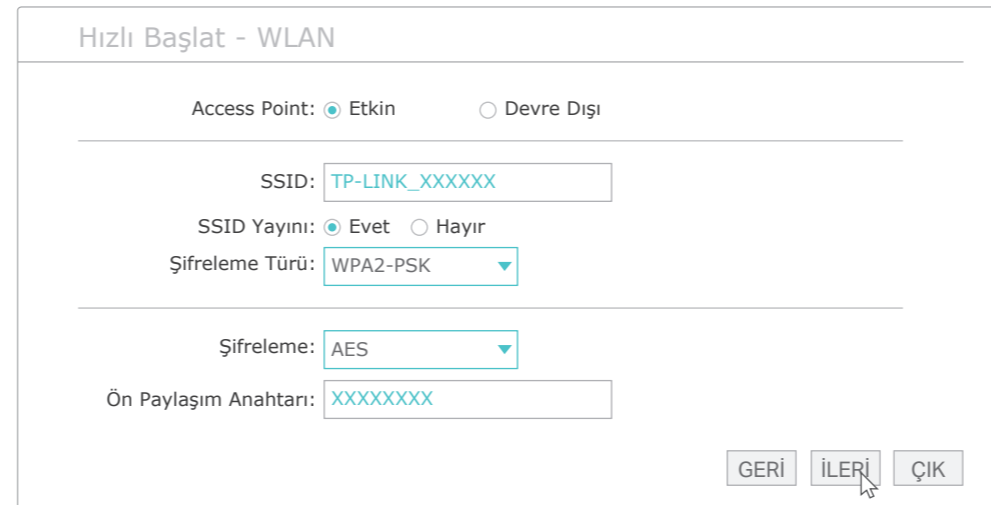 Hızlı Başlat - WLAN
Access Point: Etkin Devre Dışı
SSID: TP-LINK_XXXXXX
SSID Yayını: Evet Hayır
Şifreleme Türü: WPA2-PSK
Şifreleme: AES
Ön Paylaşım Anahtarı: XXXXXXXX
GERİ İLERİ ÇIK